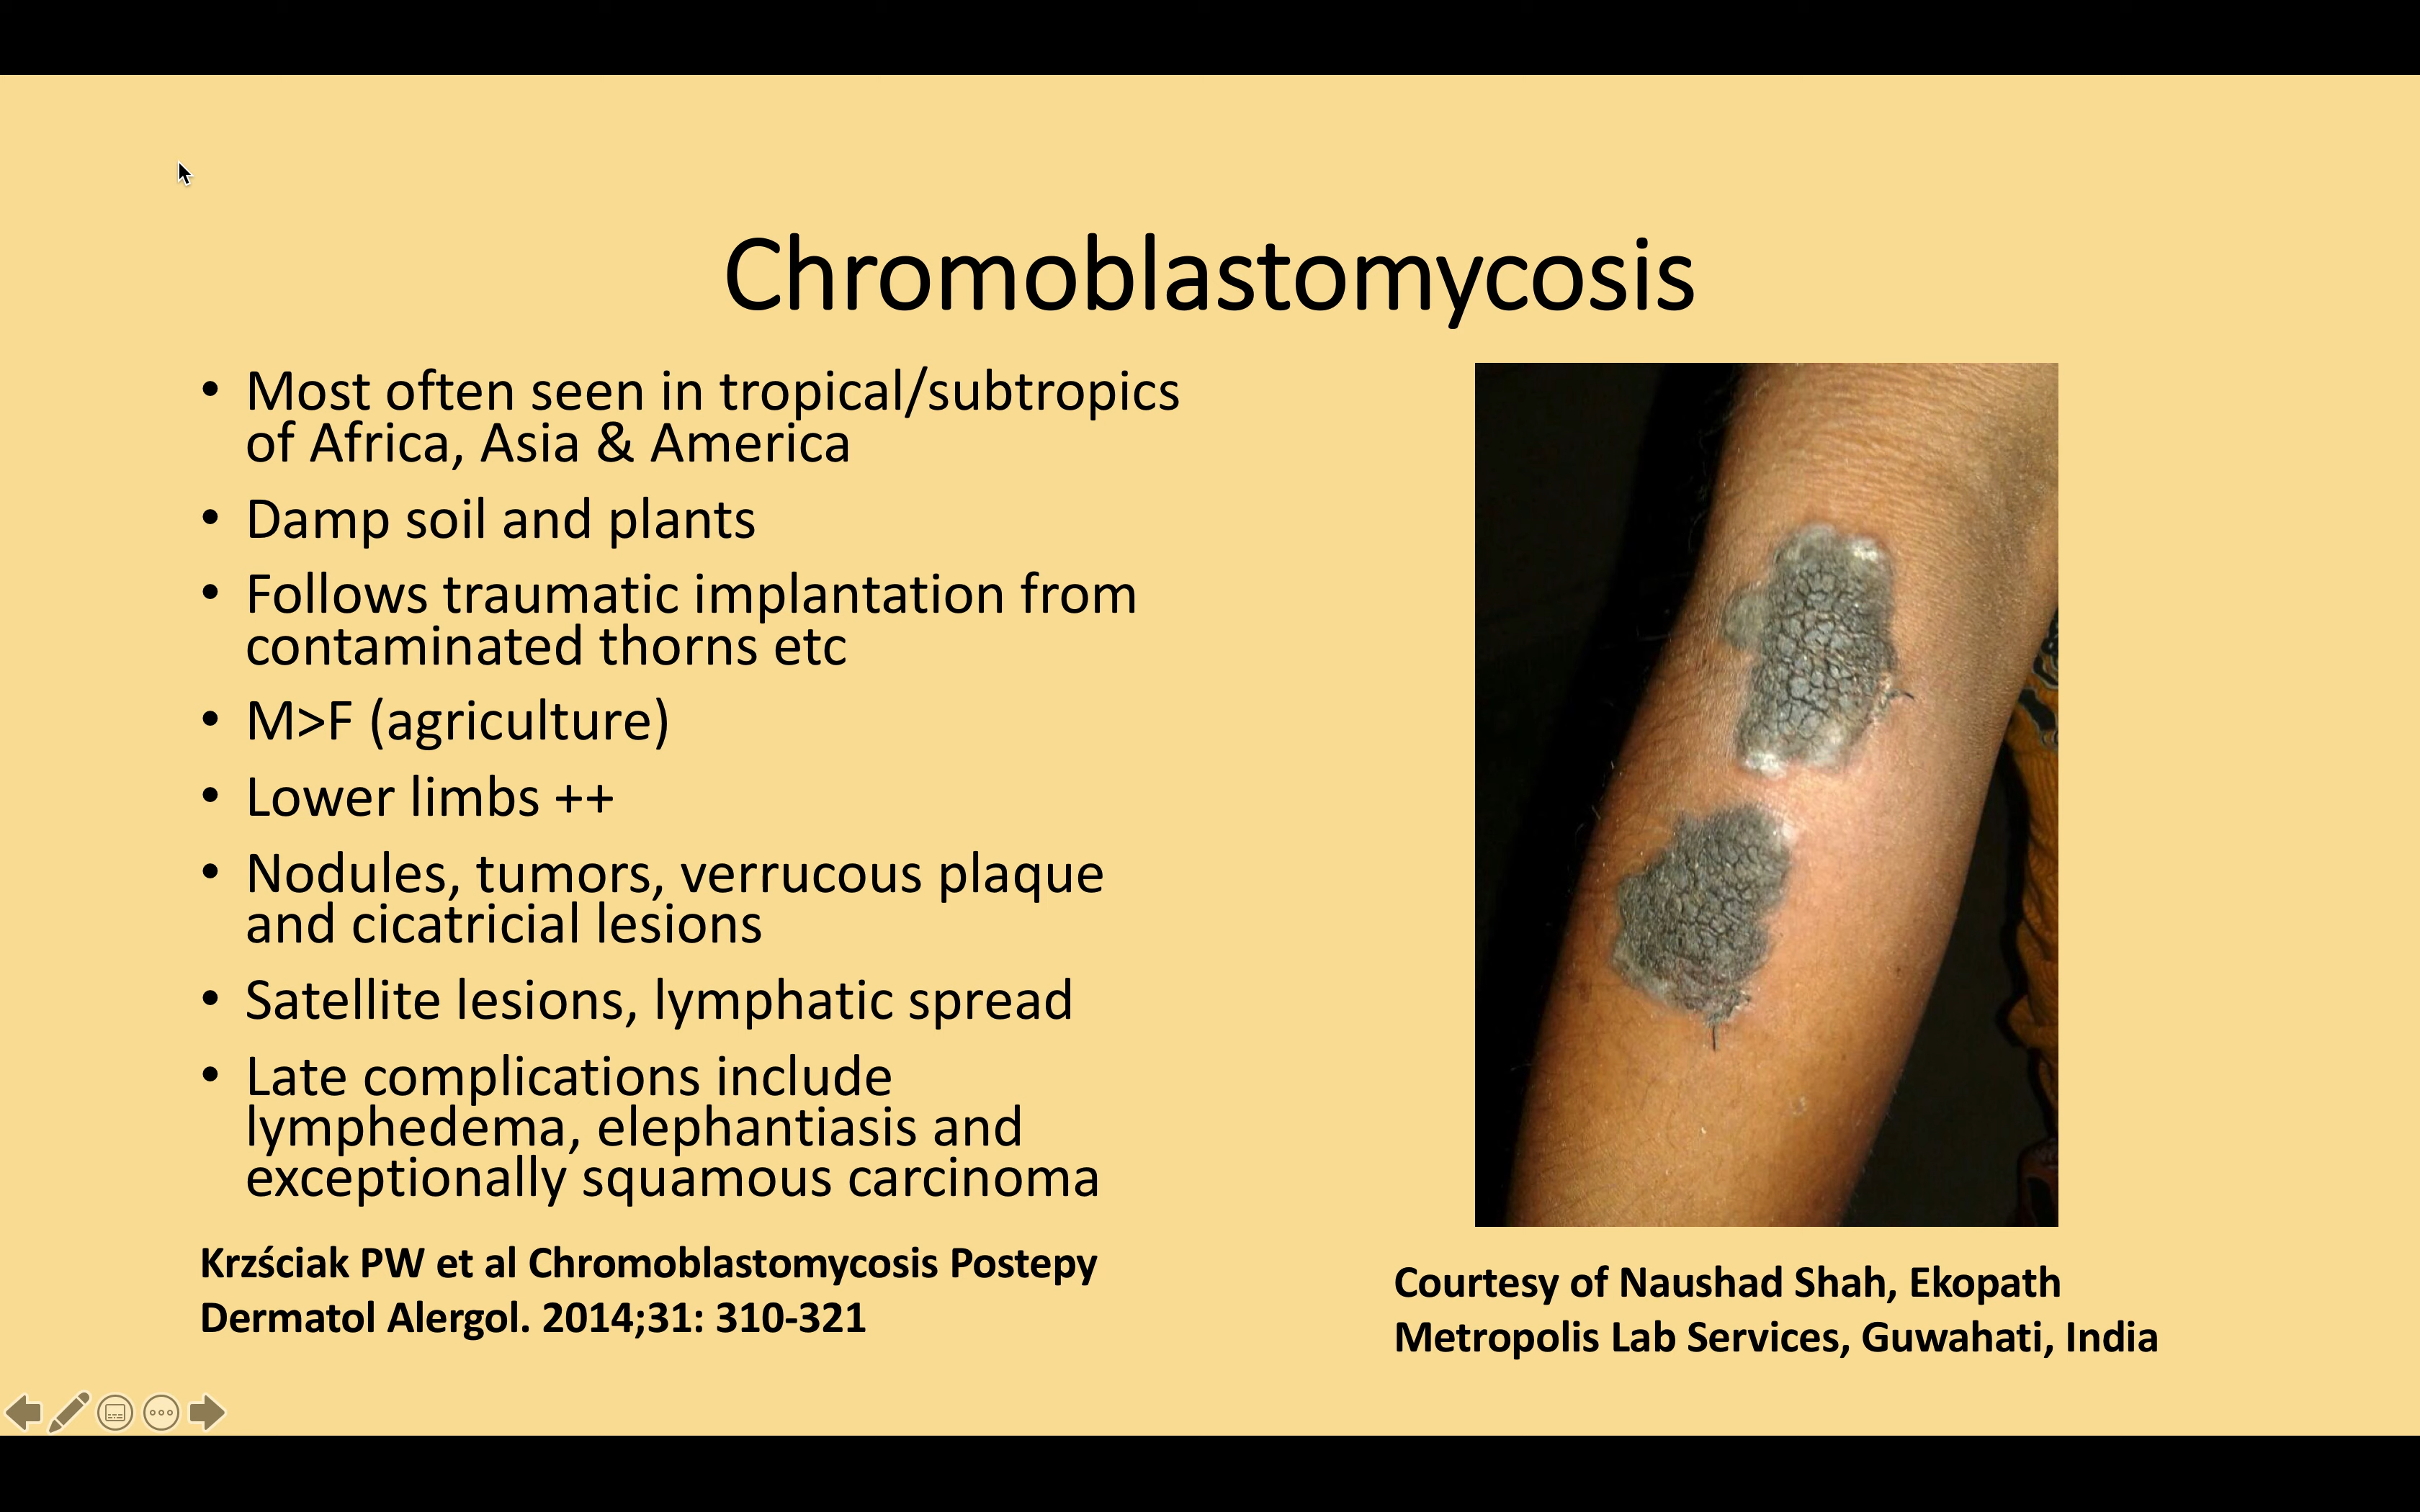 Chromoblastomycosis
• Most often seen in tropical/subtropics
of Africa, Asia & America
• Damp soil and plants
• Follows traumatic implantation from
contaminated thorns etc
• M>F (agriculture)
• Lower limbs ++
• Nodules, tumors, verrucous plaque
and cicatricial lesions
• Satellite lesions, lymphatic spread
• Late complications include
lymphedema, elephantiasis and
exceptionally squamous carcinoma
Krzściak PW et al Chromoblastomycosis Postepy
Dermatol Alergol. 2014;31: 310-321
Courtesy of Naushad Shah, Ekopath
Metropolis Lab Services, Guwahati, India